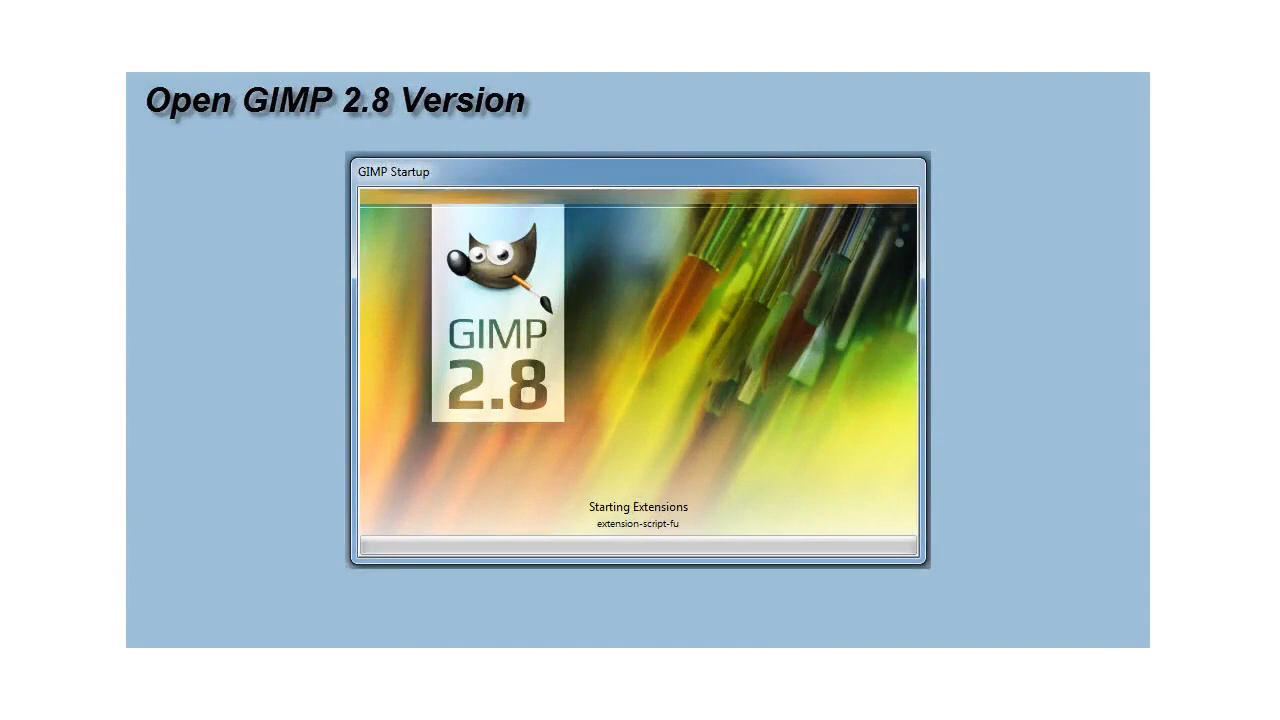 Open GIMP 2.8 Version
GIMP Startup
GIMP
2.8
Starting Extensions
extension-script-fu